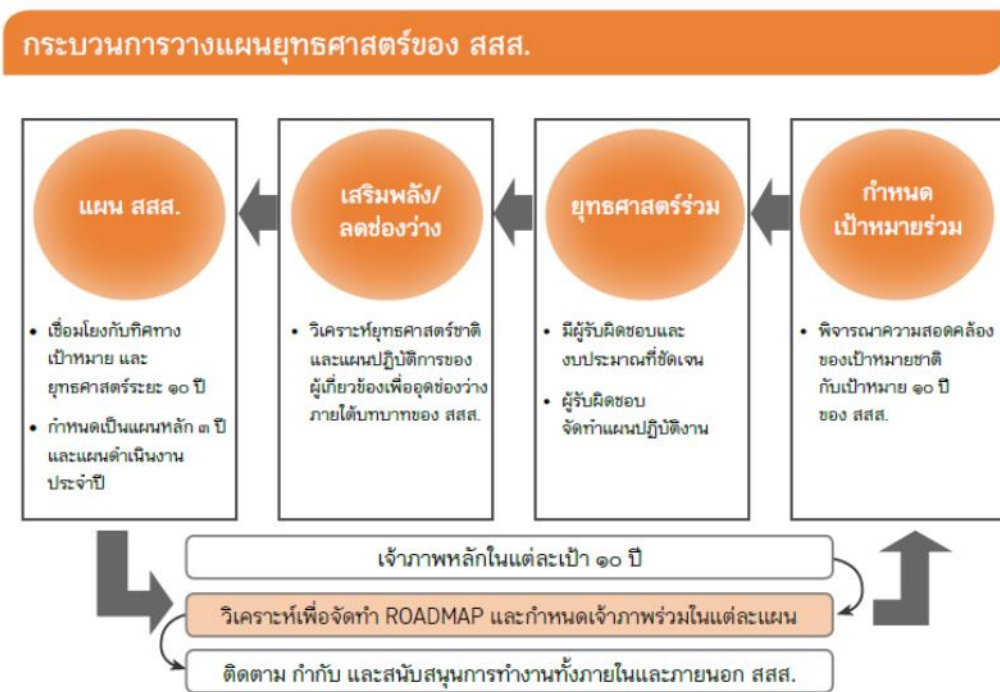 กระบวนการวางแผนยุทธศาสตร์ของ สสส.
แผน สสส.
• เชื่อมโยงกับทิศทาง
เป้าหมาย และ
ยุทธศาสตร์ระยะ ๑๐ ปี
• กำหนดเป็นแผนหลัก ๓ ปี
และแผนดำเนินงาน
ประจำปี
เสริมพลัง/
ลดช่องว่าง
• วิเคราะห์ยุทธศาสตร์ชาติ
และแผนปฏิบัติการของ
ผู้เกี่ยวข้องเพื่ออุดช่องว่าง
ภายใต้บทบาทของ สสส.
ยุทธศาสตร์ร่วม
• มีผู้รับผิดชอบและ
งบประมาณที่ชัดเจน
• ผู้รับผิดชอบ
จัดทำแผนปฏิบัติงาน
กำหนด
เป้าหมายร่วม
• พิจารณาความสอดคล้อง
ของเป้าหมายชาติ
กับเป้าหมาย ๑๐ ปี
ของ สสส.
เจ้าภาพหลักในแต่ละเป้า ๑๐ ปี
วิเคราะห์เพื่อจัดทำ ROADMAP และกำหนดเจ้าภาพร่วมในแต่ละแผน
ติดตาม กำกับ และสนับสนุนการทำงานทั้งภายในและภายนอก สสส.